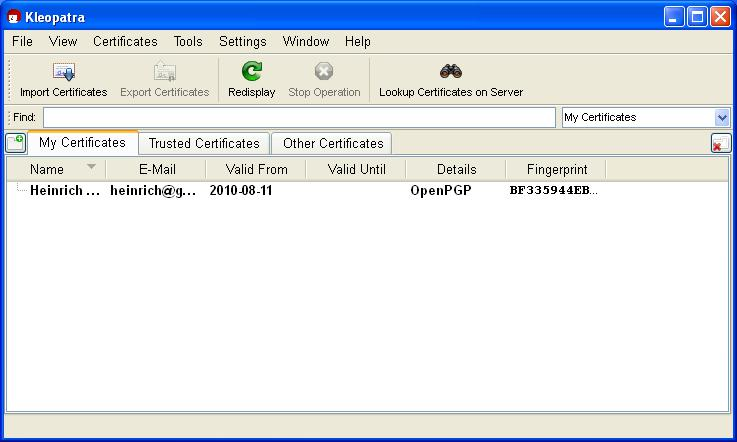 Kleopatra
File View Certificates Tools Settings Window Help
Import Certificates Export Certificates Redisplay Stop Operation Lookup Certificates on Server
Find: My Certificates
My Certificates Trusted Certificates Other Certificates
Name E-Mail Valid From Valid Until Details Fingerprint
Heinrich ... heinrich@g... 2010-08-11 OpenPGP BF335944EB...